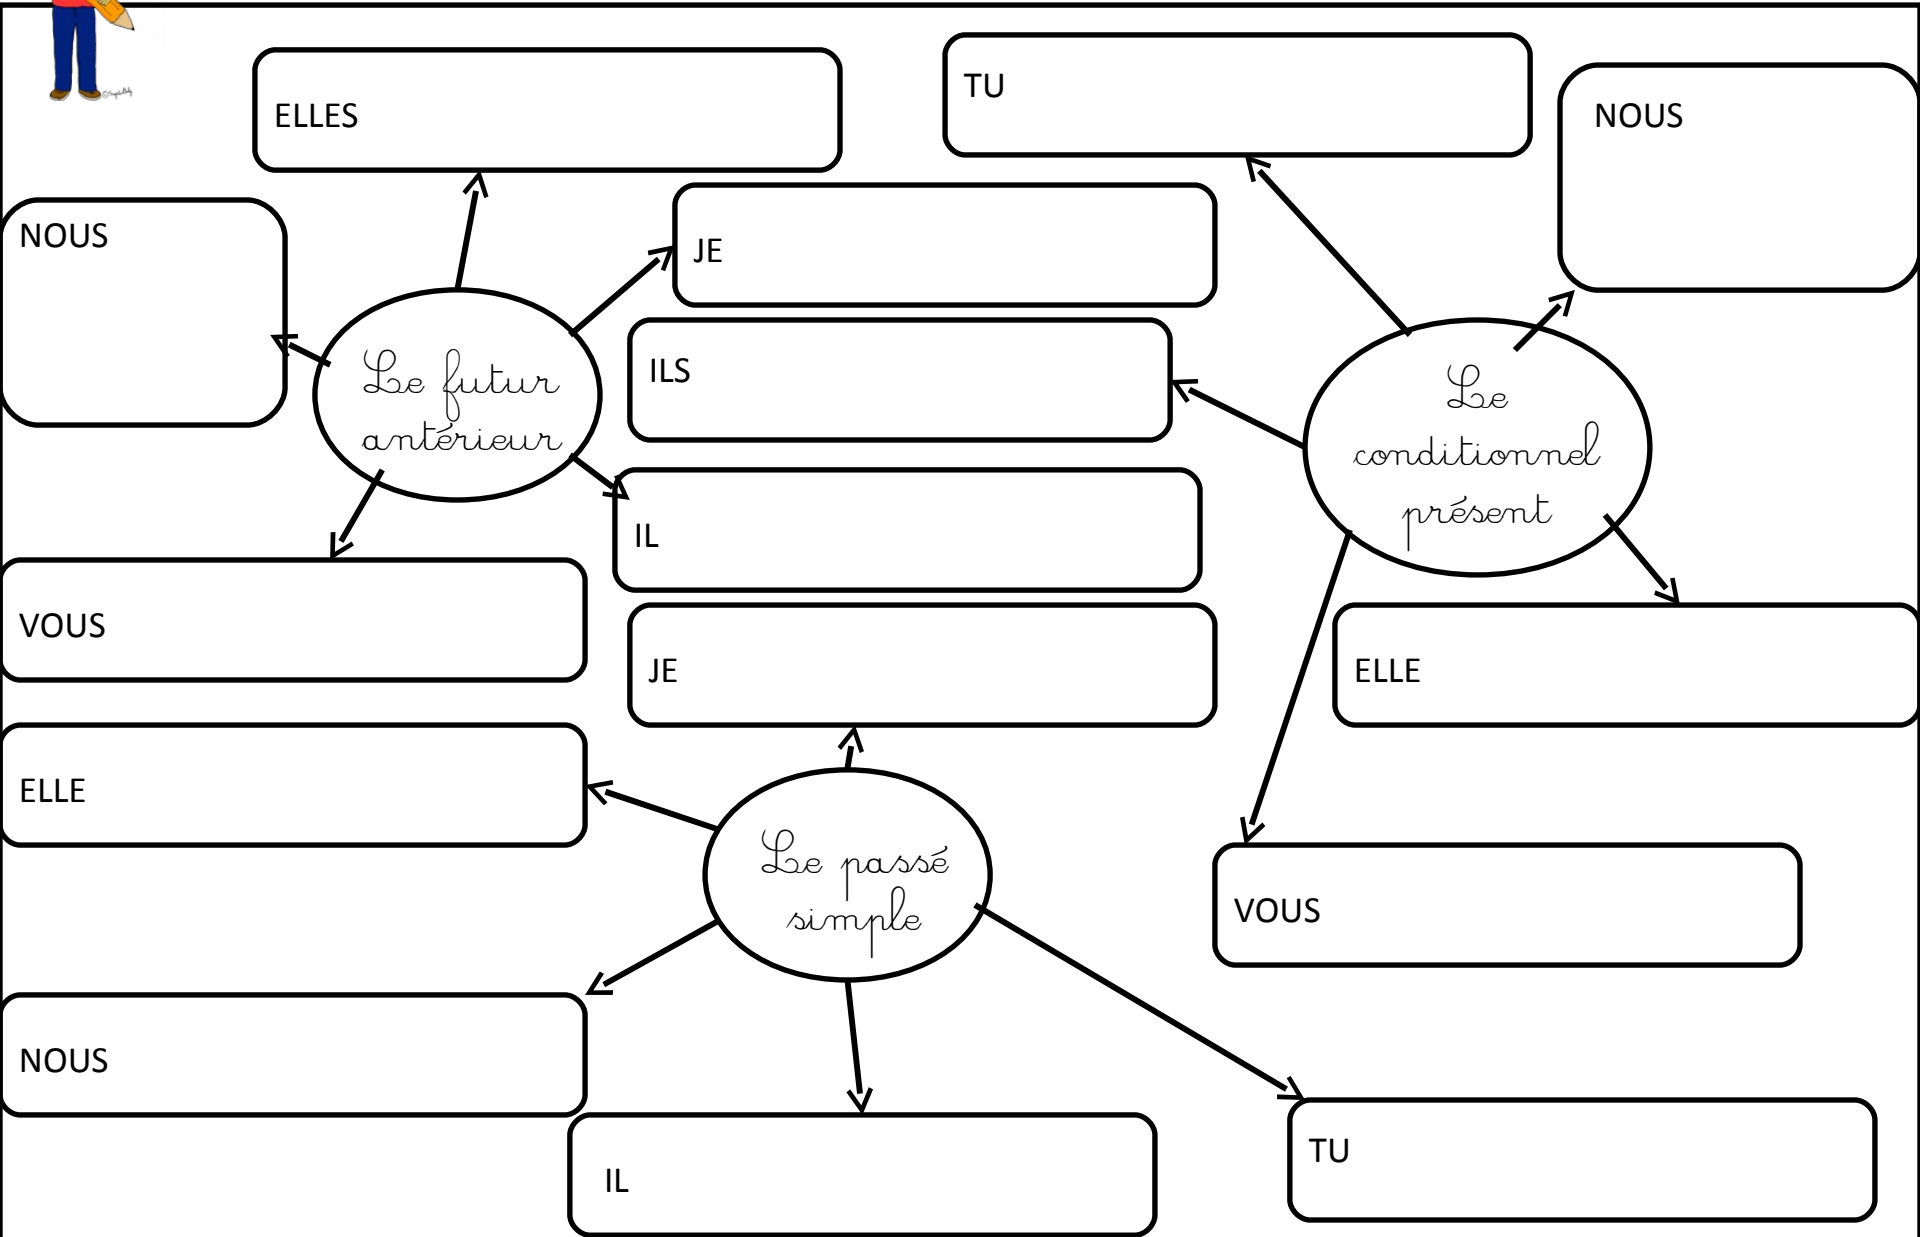 TU
ELLES
NOUS
NOUS
JE
ILS
Le futur
antérieur
Le
conditionnel
présent
IL
VOUS
JE
ELLE
ELLE
Le passé
simple
VOUS
NOUS
TU
IL